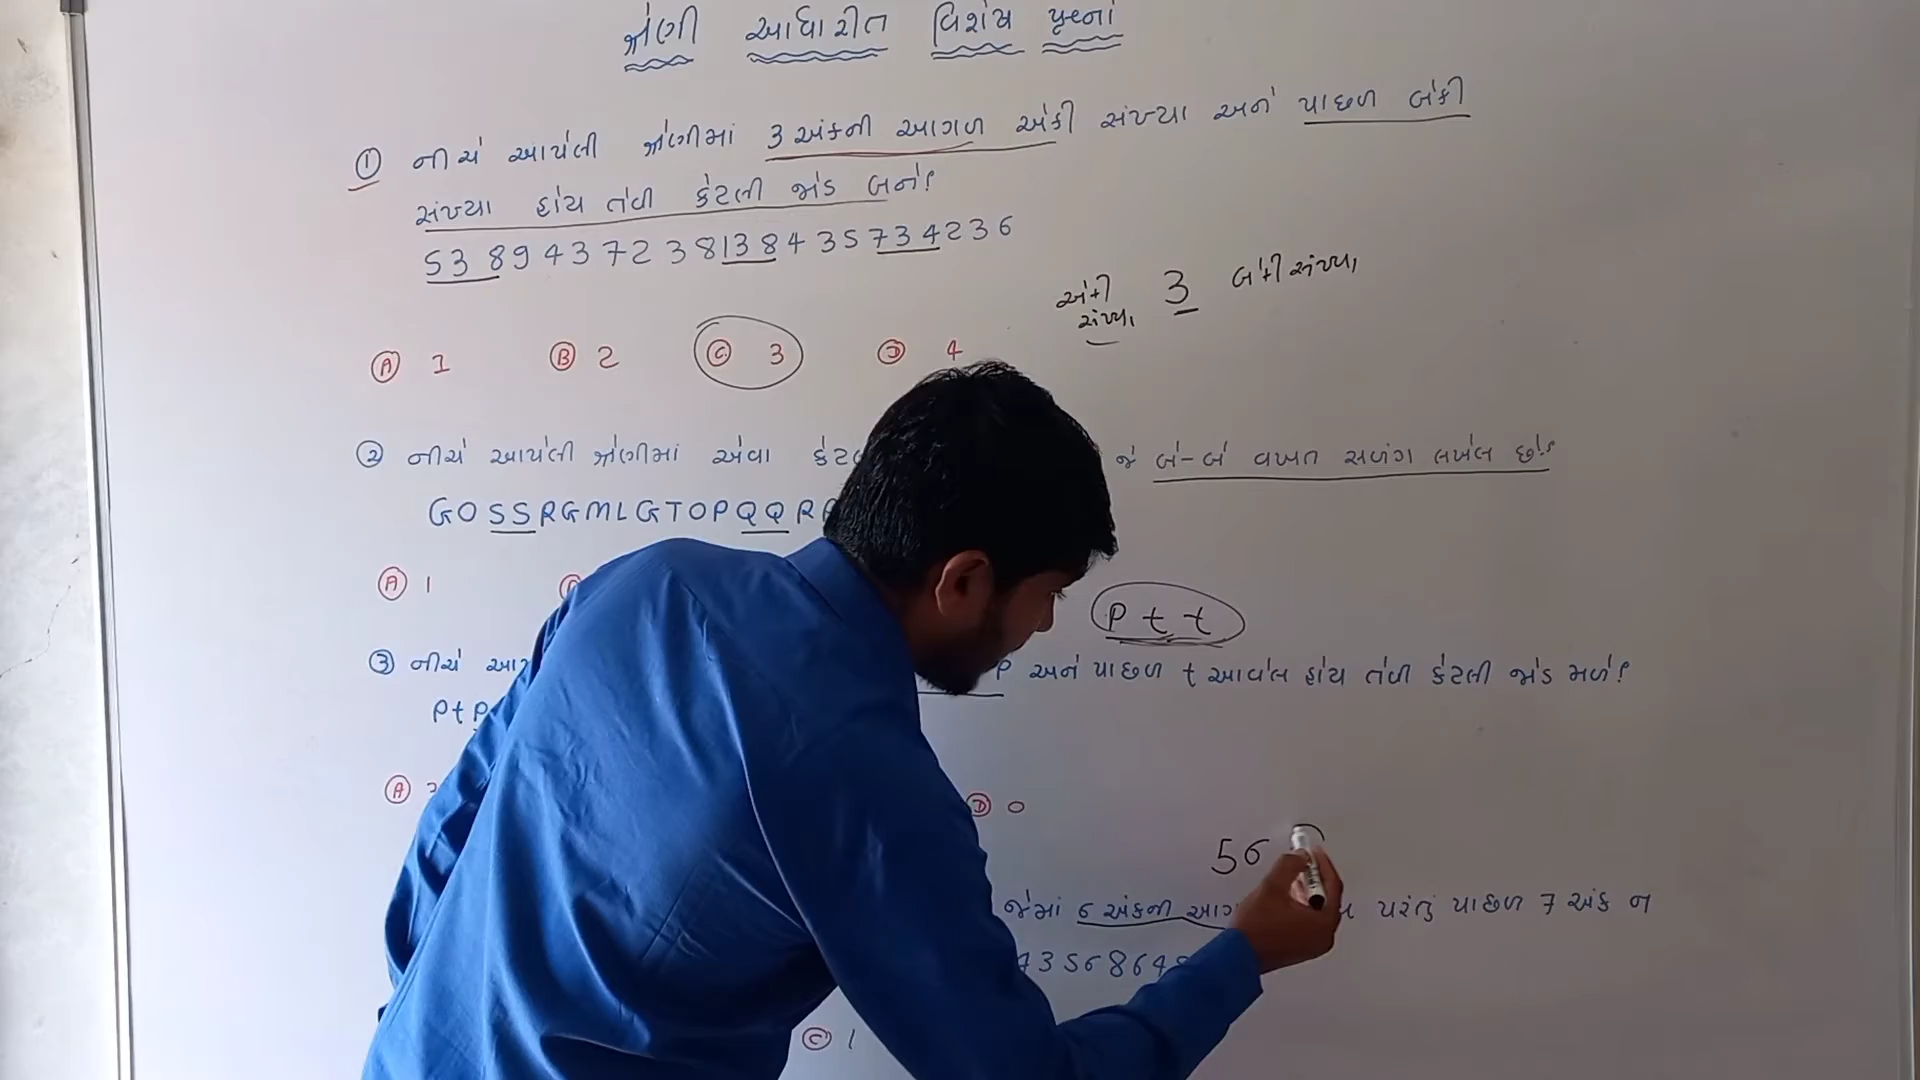 શ્રેણી આધારીત વિશેષ પ્રશ્નો
① નીચે આપેલી શ્રેણીમાં 3 અંકની આગળ એકી સંખ્યા અને પાછળ બેકી
સંખ્યા હોય તેવી કેટલી જોડ બને?
5 3 8 9 4 3 7 2 3 8 1 3 8 4 3 5 7 3 4 2 3 6
એકી 3 બેકી સંખ્યા
સંખ્યા
Ⓐ 1 Ⓑ 2 Ⓒ 3 Ⓓ 4
② નીચે આપેલી શ્રેણીમાં એવા જે બે-બે વખત સળંગ લખેલ છે?
G O S S R G M L G T O P Q Q R
Ⓐ 1
P t t
③ નીચે P અને પાછળ t આવેલ હોય તેવી કેટલી જોડ મળે?
P t P
Ⓐ Ⓓ 0
5 6
જેમાં 6 અંકની પરંતુ પાછળ 7 અંક ન
3 5 6 8 6 4
Ⓒ 1